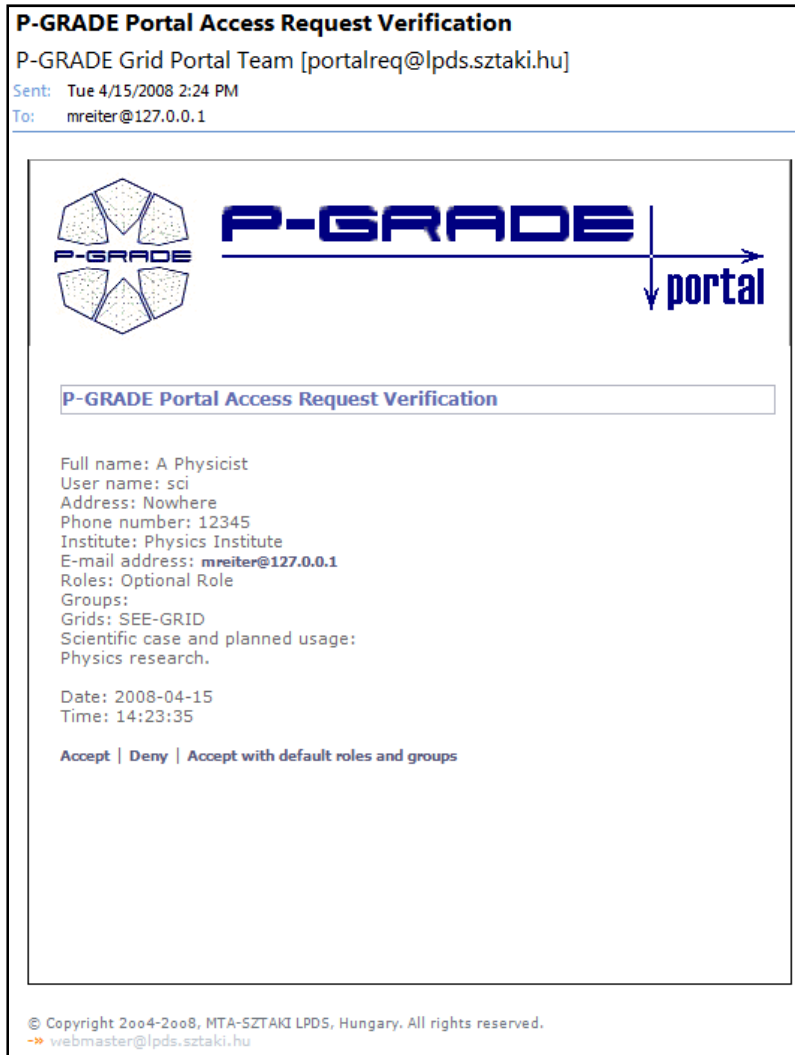 P-GRADE Portal Access Request Verification
P-GRADE Grid Portal Team [portalreq@lpds.sztaki.hu]
Sent: Tue 4/15/2008 2:24 PM
To: mreiter@127.0.0.1
P-GRADE
P-GRADE
portal
P-GRADE Portal Access Request Verification
Full name: A Physicist
User name: sci
Address: Nowhere
Phone number: 12345
Institute: Physics Institute
E-mail address: mreiter@127.0.0.1
Roles: Optional Role
Groups:
Grids: SEE-GRID
Scientific case and planned usage:
Physics research.
Date: 2008-04-15
Time: 14:23:35
Accept | Deny | Accept with default roles and groups
© Copyright 2oo4-2oo8, MTA-SZTAKI LPDS, Hungary. All rights reserved.
-» webmaster@lpds.sztaki.hu